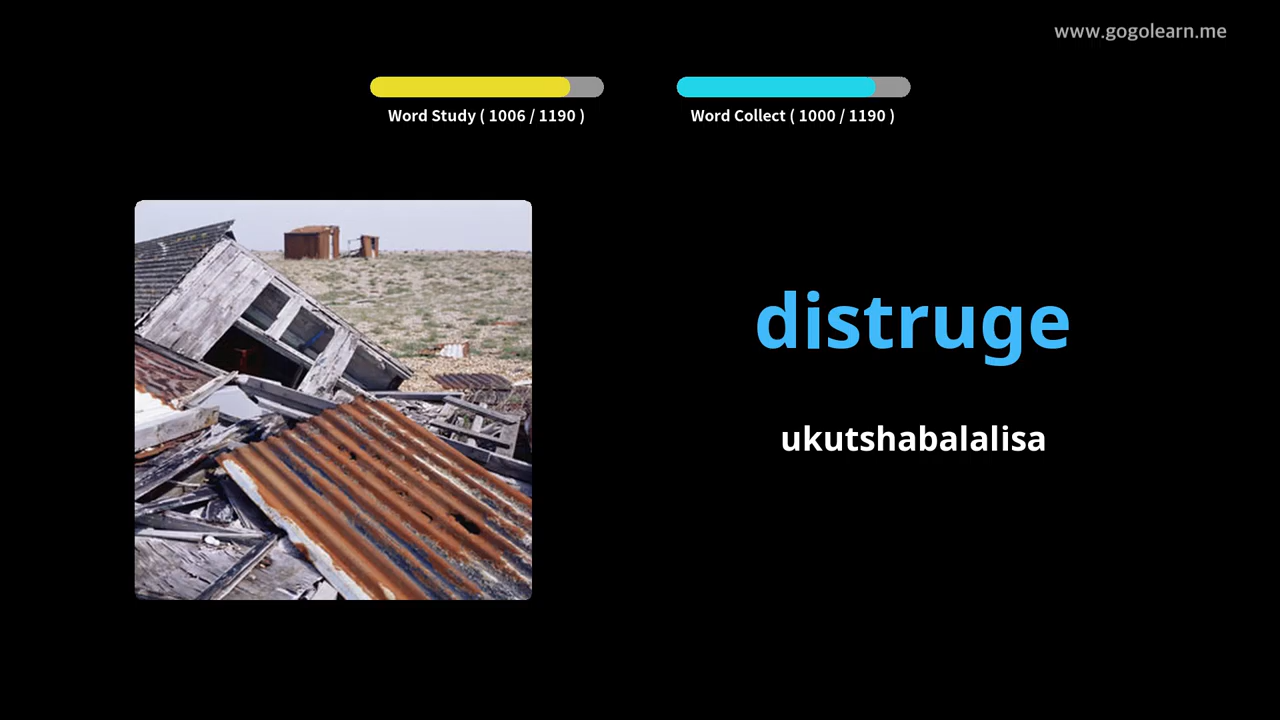 www.gogolearn.me
Word Study ( 1006 / 1190 )
Word Collect ( 1000 / 1190 )
distruge
ukutshabalalisa